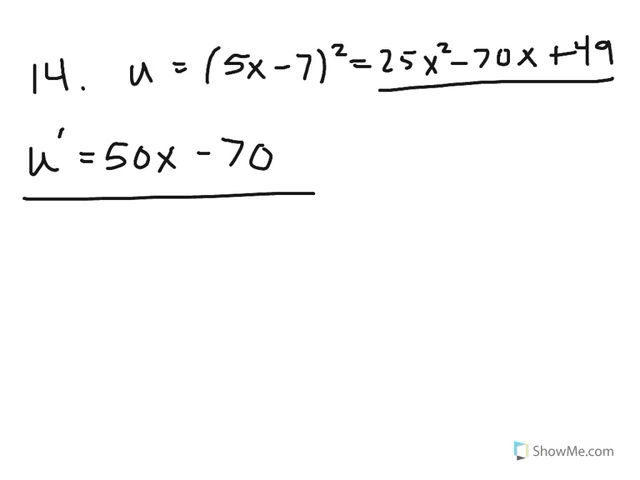 14. u = (5x - 7)² = 25x² - 70x + 49
u' = 50x - 70
ShowMe.com